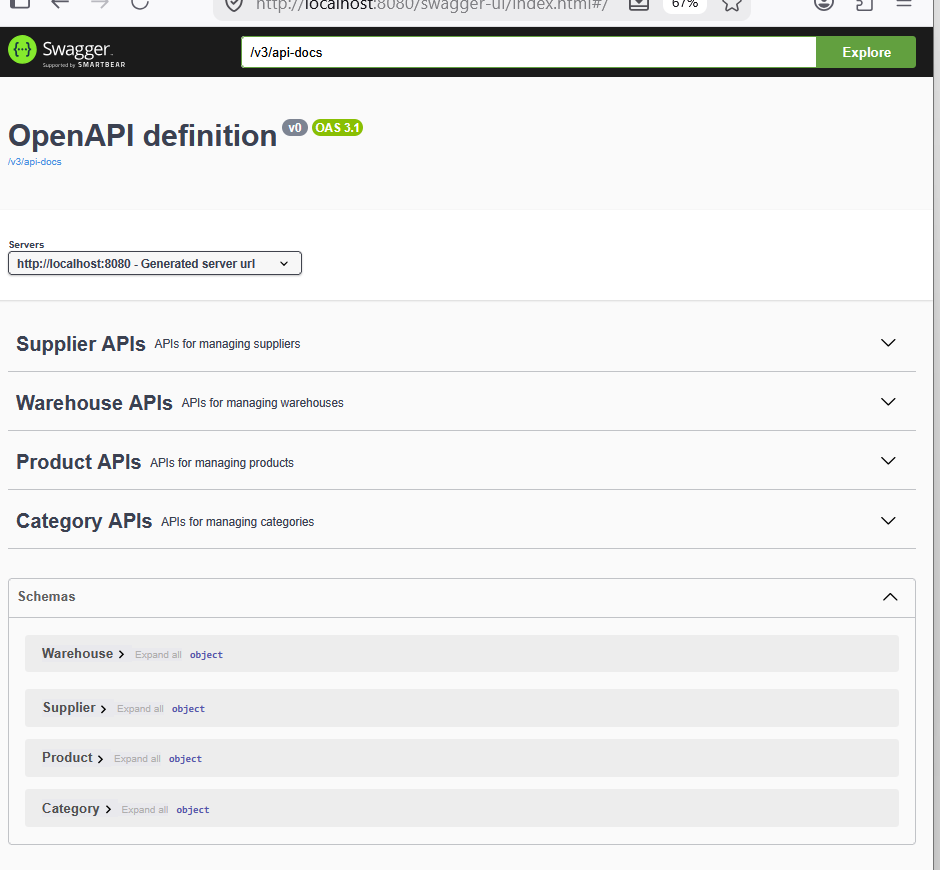 http://localhost:8080/swagger-ui/index.html#/
67%
Swagger.
Supported by SMARTBEAR
/v3/api-docs
Explore
OpenAPI definition v0 OAS 3.1
/v3/api-docs
Servers
http://localhost:8080 - Generated server url
Supplier APIs APIs for managing suppliers
Warehouse APIs APIs for managing warehouses
Product APIs APIs for managing products
Category APIs APIs for managing categories
Schemas
Warehouse Expand all object
Supplier Expand all object
Product Expand all object
Category Expand all object